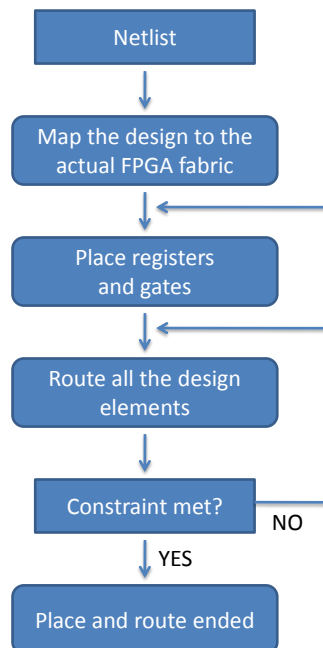 Netlist
Map the design to the
actual FPGA fabric
Place registers
and gates
Route all the design
elements
Constraint met?
NO
YES
Place and route ended